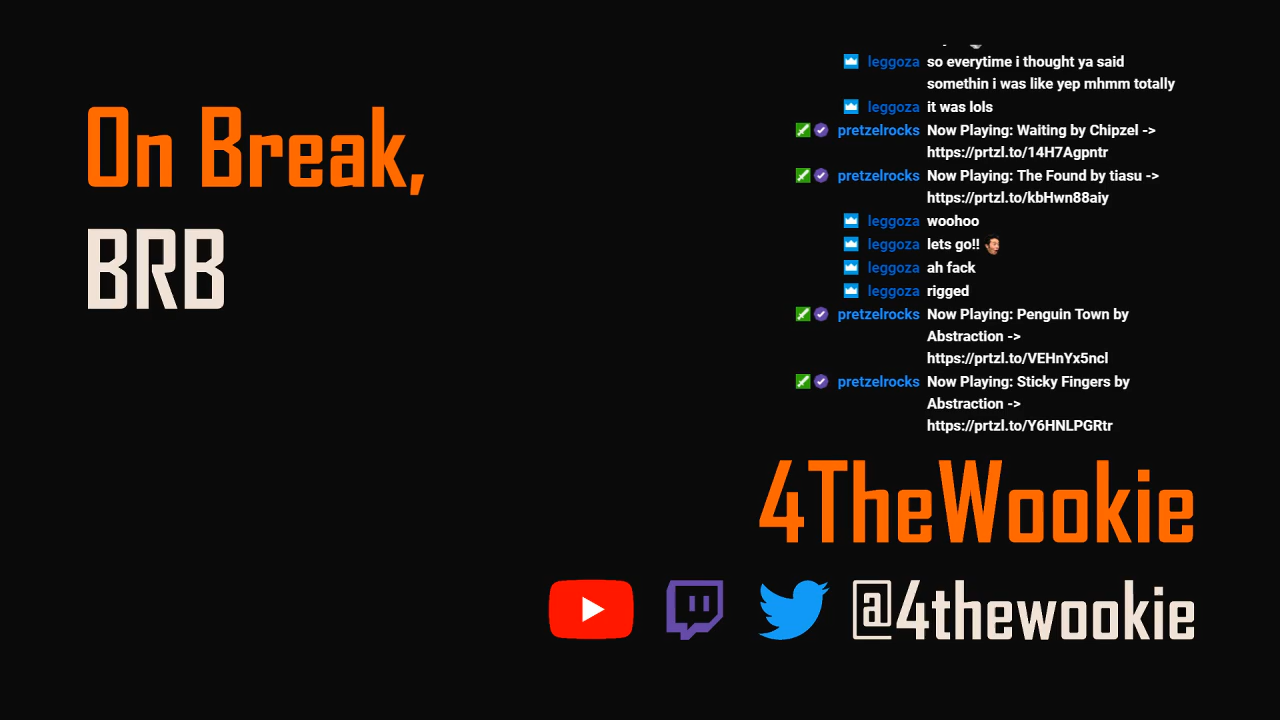 On Break,
BRB
leggoza so everytime i thought ya said
somethin i was like yep mhmm totally
leggoza it was lols
pretzelrocks Now Playing: Waiting by Chipzel ->
https://prtzl.to/14H7Agpntr
pretzelrocks Now Playing: The Found by tiasu ->
https://prtzl.to/kbHwn88aiy
leggoza woohoo
leggoza lets go!!
leggoza ah fack
leggoza rigged
pretzelrocks Now Playing: Penguin Town by
Abstraction ->
https://prtzl.to/VEHnYx5ncl
pretzelrocks Now Playing: Sticky Fingers by
Abstraction ->
https://prtzl.to/Y6HNLPGRtr
4TheWookie
@4thewookie